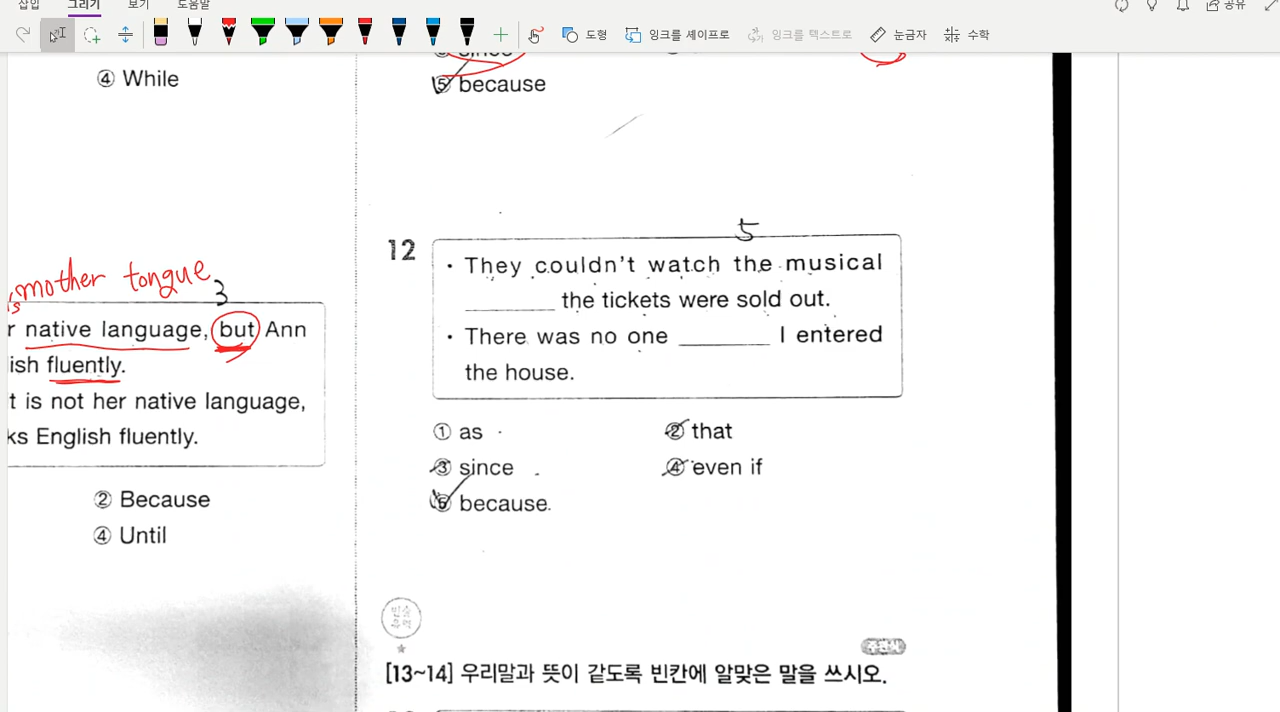 삽입 그리기 보기 도움말 공유
도형 잉크를 셰이프로 잉크를 텍스트로 눈금자 수학
④ While
since
⑤ because
mother tongue
is
3
r native language, but Ann
ish fluently.
t is not her native language,
ks English fluently.
② Because
④ Until
5
12
· They couldn't watch the musical
________ the tickets were sold out.
· There was no one ________ I entered
the house.
① as ② that
③ since ④ even if
⑤ because
주관식
[13~14] 우리말과 뜻이 같도록 빈칸에 알맞은 말을 쓰시오.